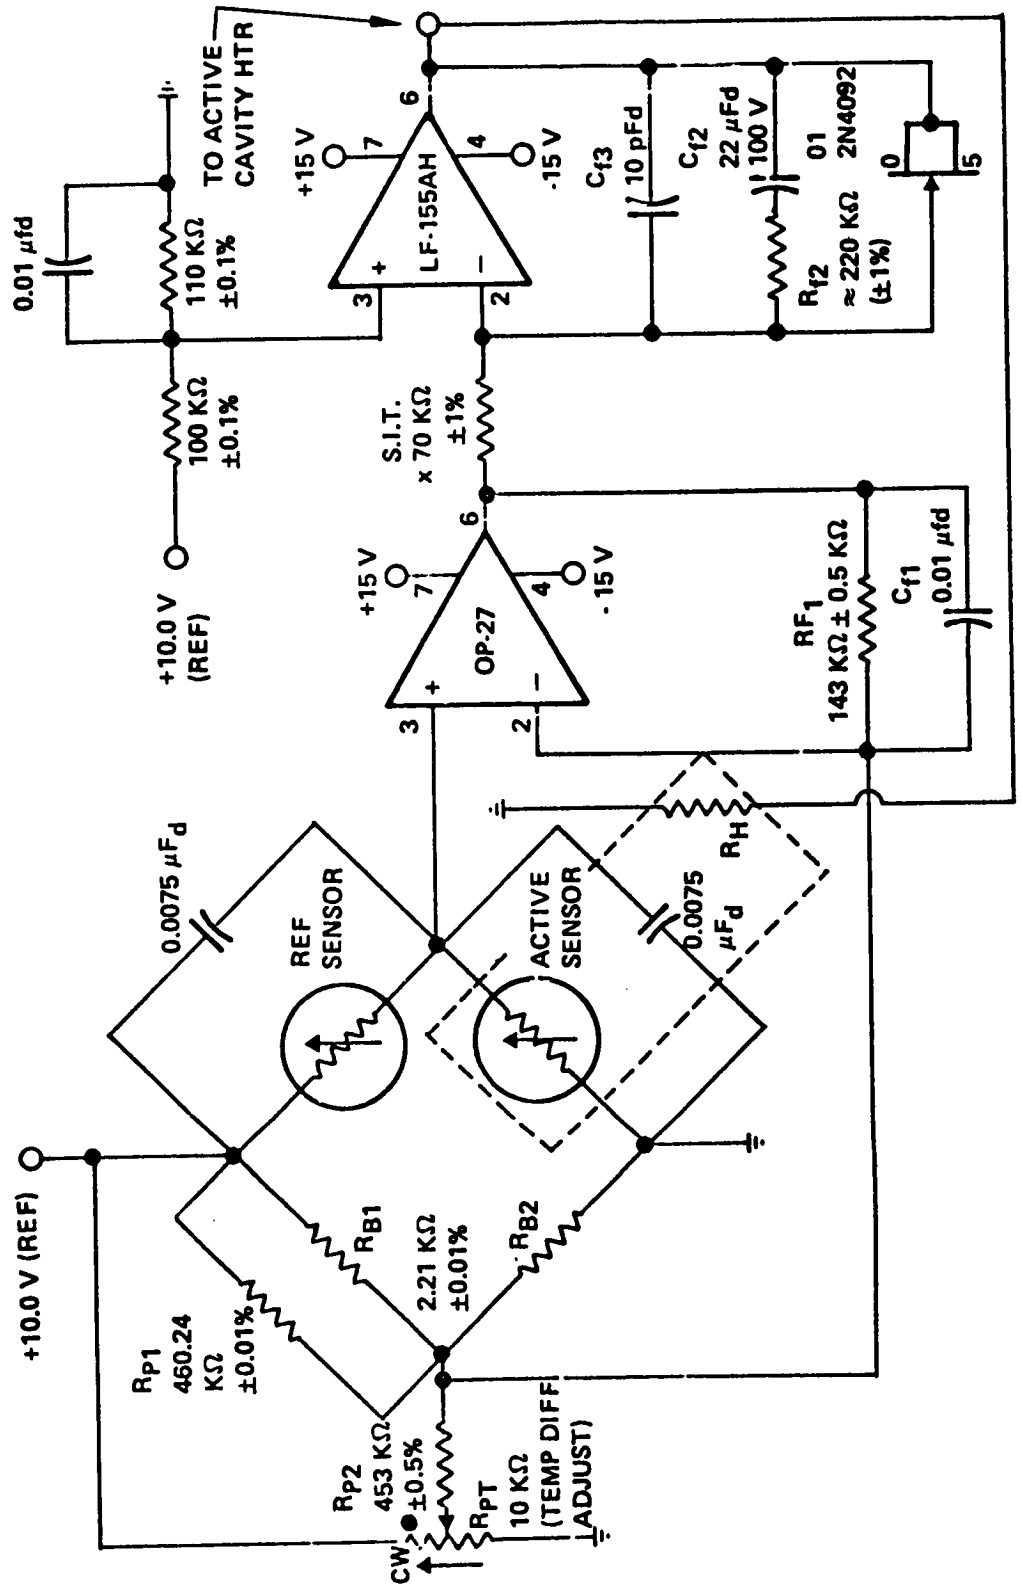 +10.0 V (REF)
RP1
460.24
KΩ
±0.01%
RP2
453 KΩ
±0.5%
CW
RPT
10 KΩ
(TEMP DIFF
ADJUST)
RB1
2.21 KΩ
±0.01%
RB2
0.0075 μFd
REF
SENSOR
ACTIVE
SENSOR
0.0075
μFd
RH
3
2
+
−
OP-27
+15 V
7
4
-15 V
6
RF1
143 KΩ ± 0.5 KΩ
Cf1
0.01 μfd
+10.0 V
(REF)
100 KΩ
±0.1%
0.01 μfd
110 KΩ
±0.1%
S.I.T.
x 70 KΩ
±1%
3
2
+
−
LF-155AH
+15 V
7
4
-15 V
6
TO ACTIVE
CAVITY HTR
Cf3
10 pFd
Cf2
22 μFd
100 V
Rf2
≈ 220 KΩ
(±1%)
01
2N4092
0
5